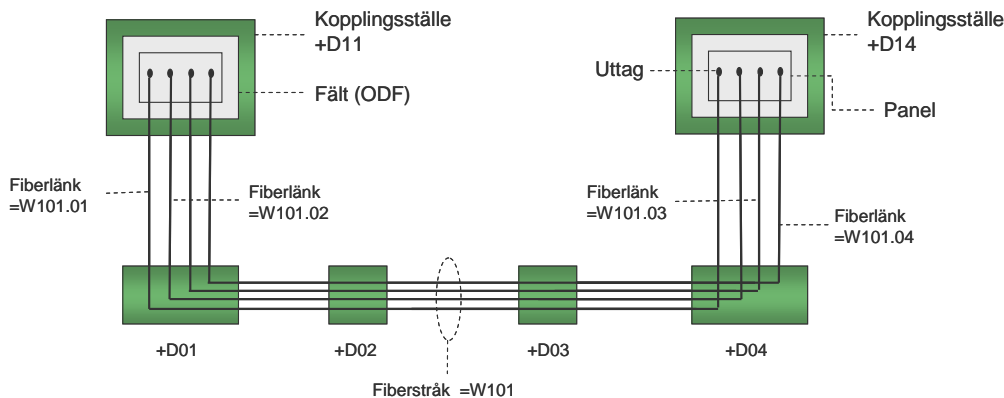 Kopplingsställe
+D11
Fält (ODF)
Kopplingsställe
+D14
Uttag
Panel
Fiberlänk
=W101.01
Fiberlänk
=W101.02
Fiberlänk
=W101.03
Fiberlänk
=W101.04
+D01
+D02
+D03
+D04
Fiberstråk =W101